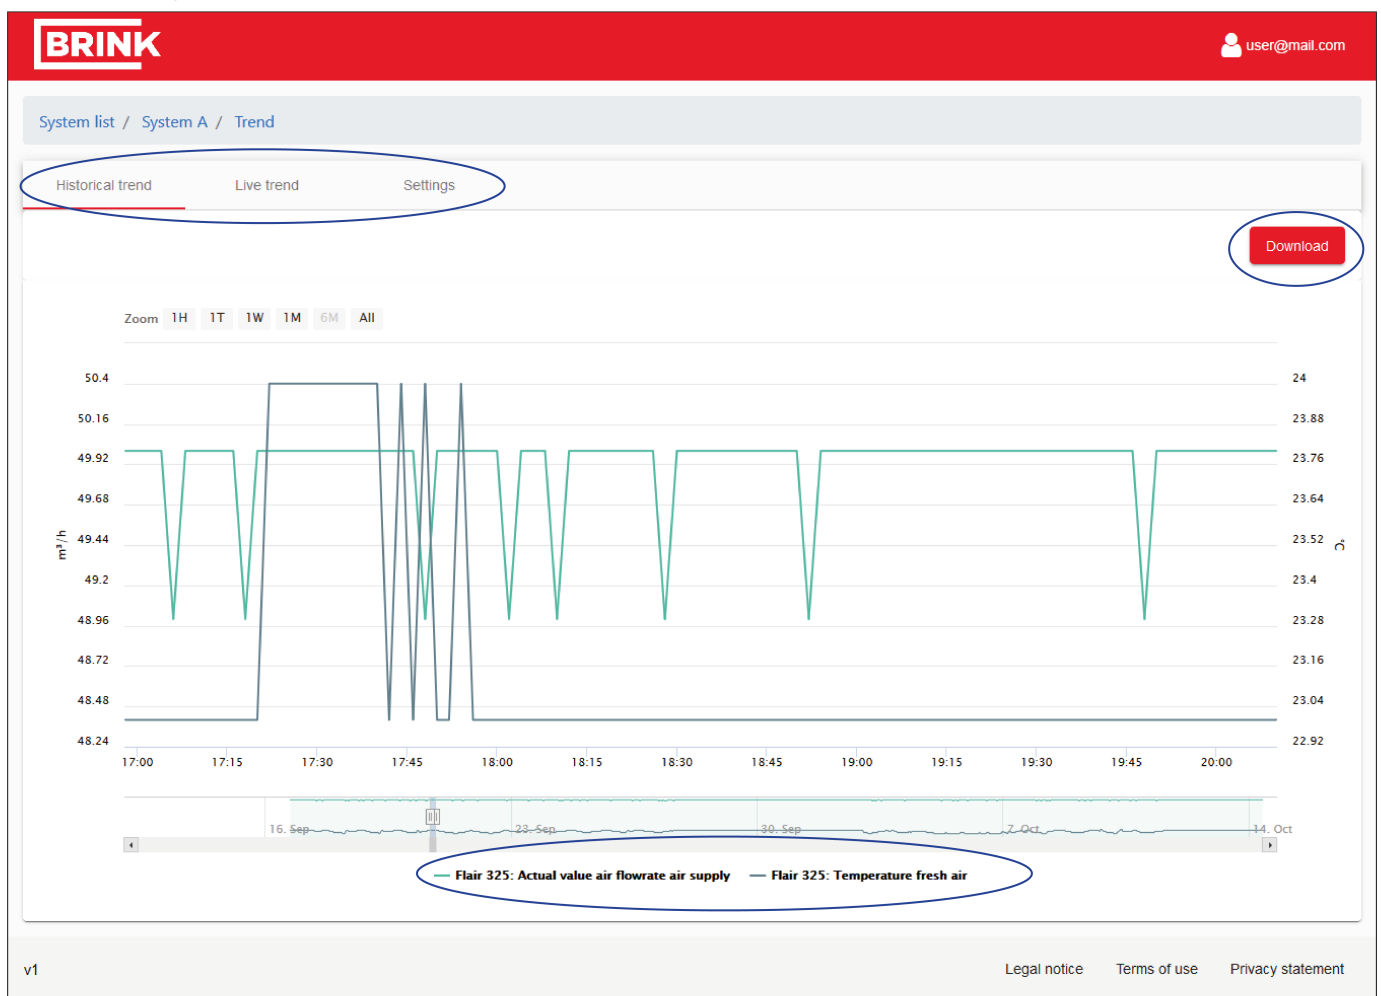 BRINK
user@mail.com
System list / System A / Trend
Historical trend Live trend Settings
Download
Zoom 1H 1T 1W 1M 6M All
50.4 24
50.16 23.88
49.92 23.76
49.68 23.64
49.44 23.52
49.2 23.4
48.96 23.28
48.72 23.16
48.48 23.04
48.24 22.92
m³/h
°C
17:00 17:15 17:30 17:45 18:00 18:15 18:30 18:45 19:00 19:15 19:30 19:45 20:00
16. Sep 23. Sep 30. Sep 7. Oct 14. Oct
Flair 325: Actual value air flowrate air supply Flair 325: Temperature fresh air
v1 Legal notice Terms of use Privacy statement